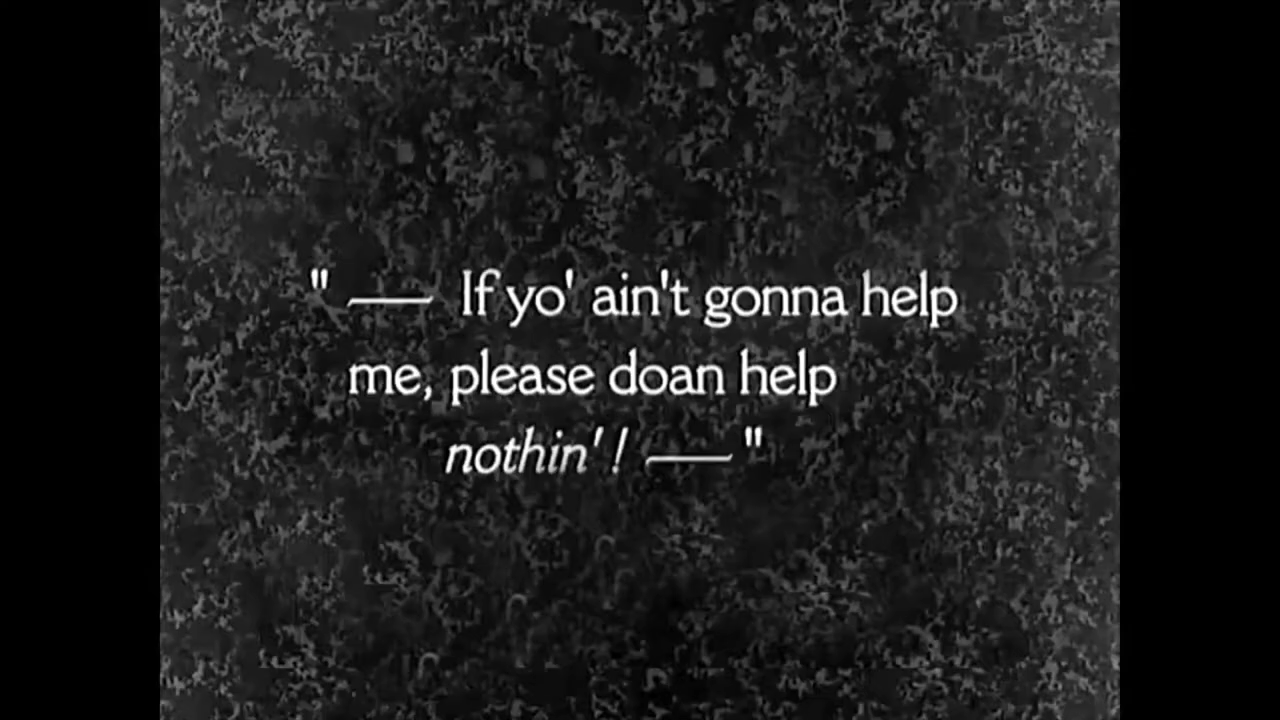 " — If yo' ain't gonna help
me, please doan help
nothin'! — "